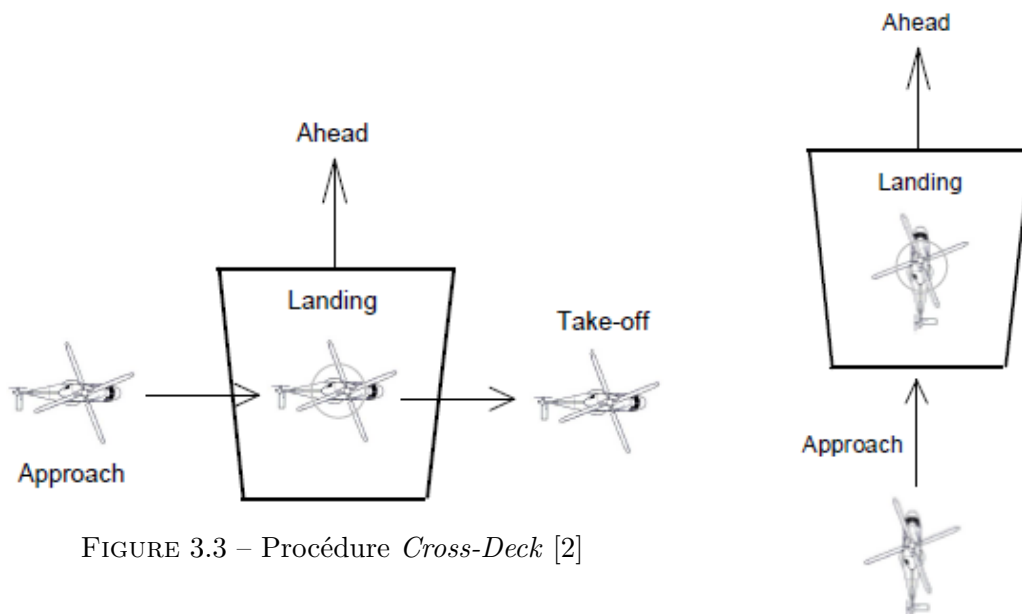 Ahead
Landing
Take-off
Approach
FIGURE 3.3 – Procédure Cross-Deck [2]
Ahead
Landing
Approach